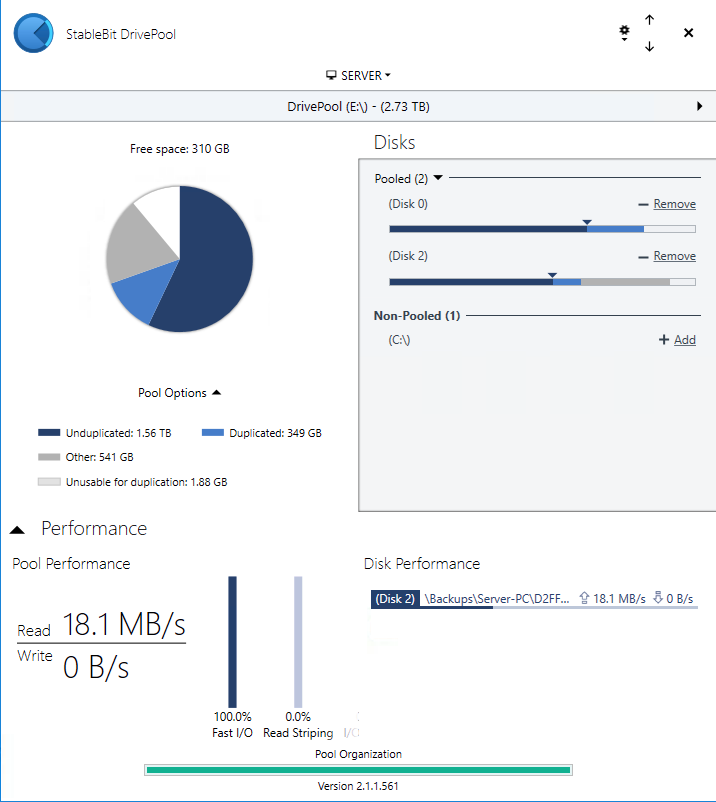 StableBit DrivePool
SERVER
DrivePool (E:\) - (2.73 TB)
Free space: 310 GB
Pool Options
Unduplicated: 1.56 TB
Duplicated: 349 GB
Other: 541 GB
Unusable for duplication: 1.88 GB
Disks
Pooled (2)
(Disk 0)
Remove
(Disk 2)
Remove
Non-Pooled (1)
(C:\)
Add
Performance
Pool Performance
Read 18.1 MB/s
Write 0 B/s
100.0%
Fast I/O
0.0%
Read Striping
I/O
Disk Performance
(Disk 2) \Backups\Server-PC\D2FF... 18.1 MB/s 0 B/s
Pool Organization
Version 2.1.1.561